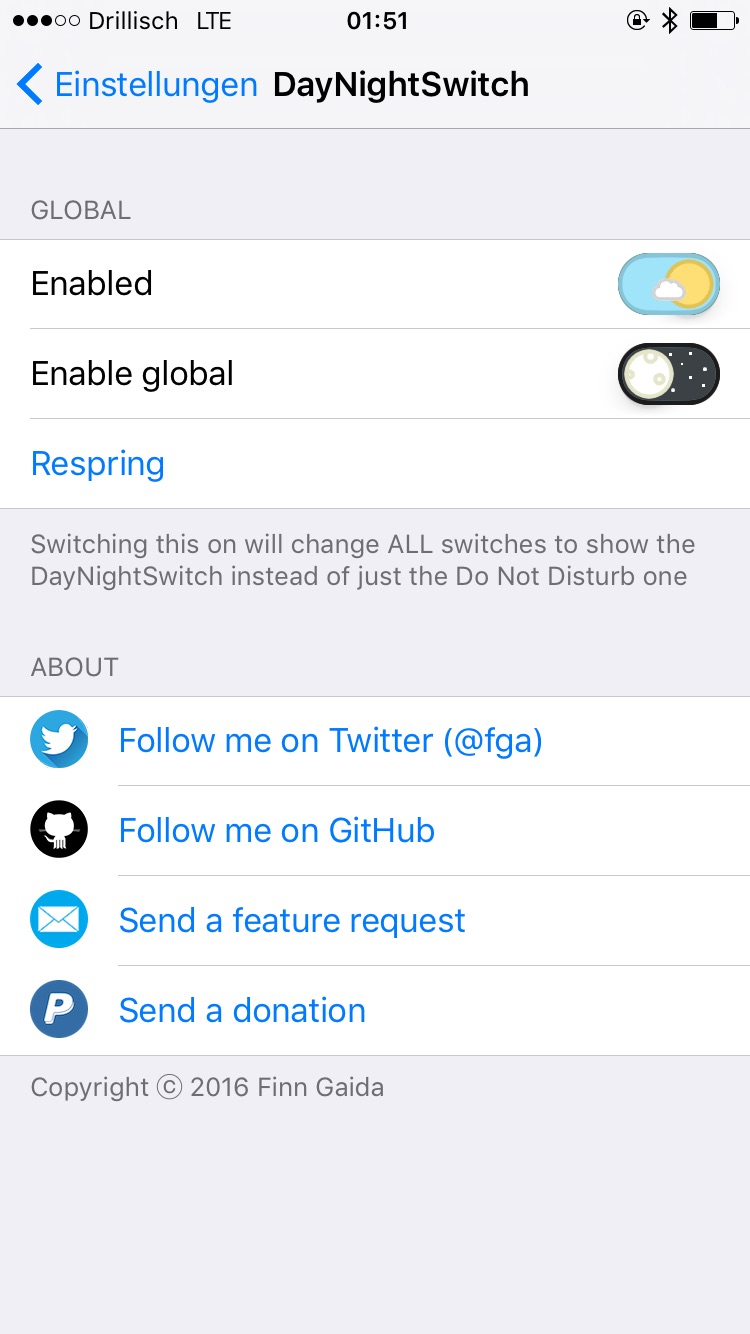 Drillisch LTE 01:51
Einstellungen DayNightSwitch
GLOBAL
Enabled
Enable global
Respring
Switching this on will change ALL switches to show the
DayNightSwitch instead of just the Do Not Disturb one
ABOUT
Follow me on Twitter (@fga)
Follow me on GitHub
Send a feature request
Send a donation
Copyright ⓒ 2016 Finn Gaida